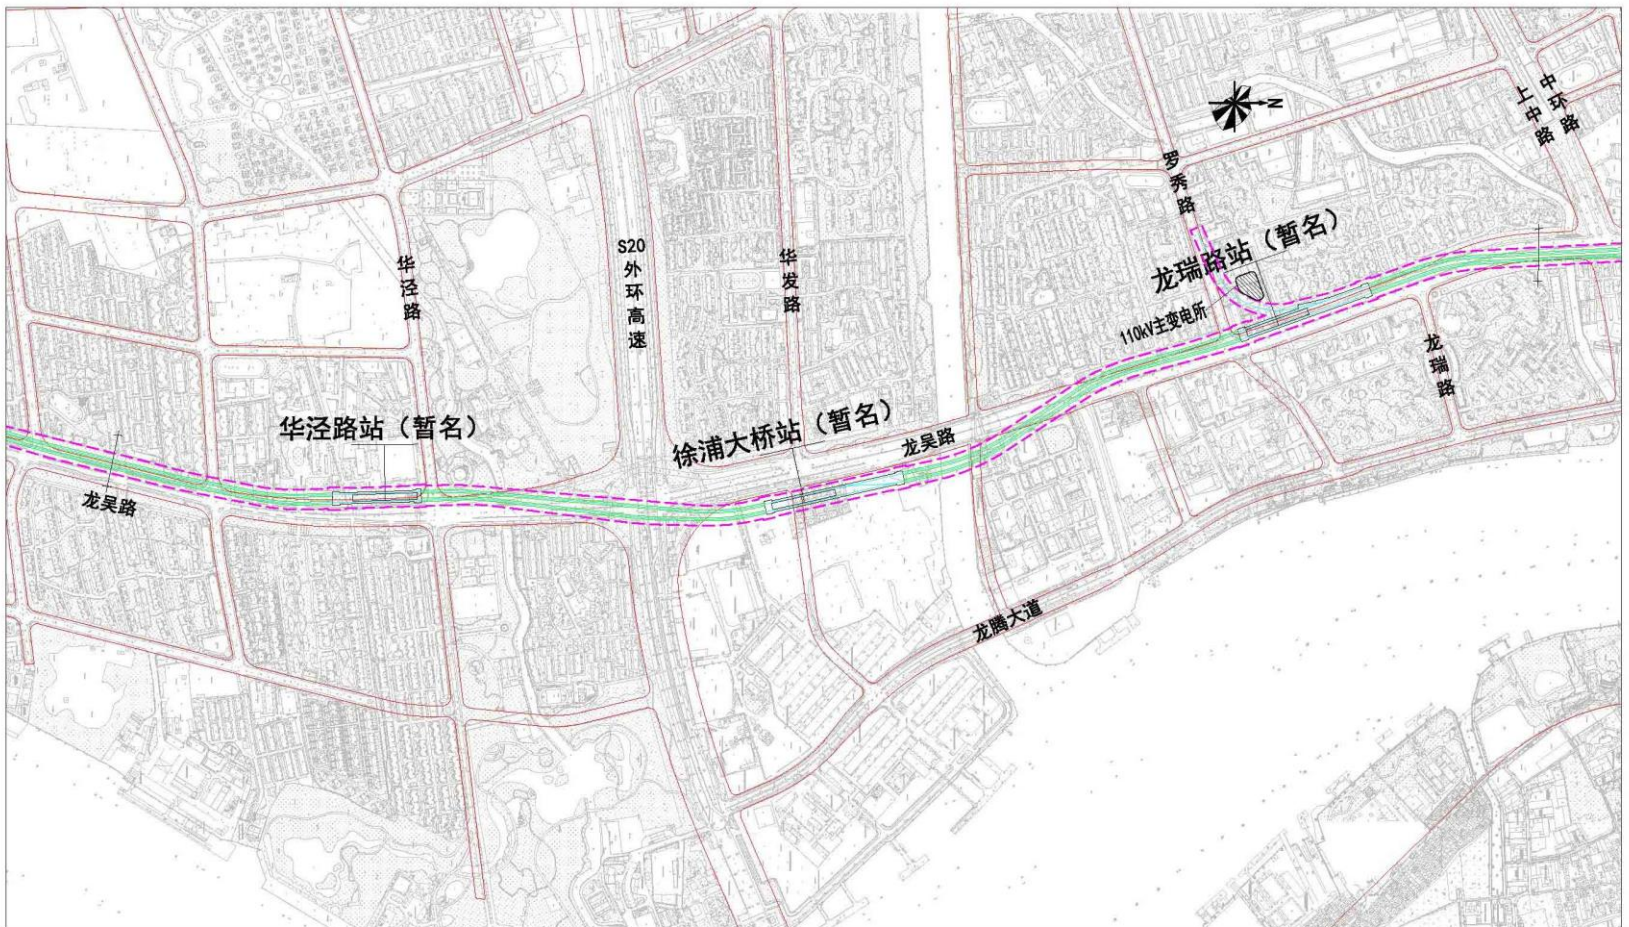 中环路
上中路
N
罗秀路
龙瑞路站（暂名）
110kV主变电所
龙瑞路
S20
外环高速
华发路
华泾路
华泾路站（暂名）
徐浦大桥站（暂名）
龙吴路
龙吴路
龙腾大道